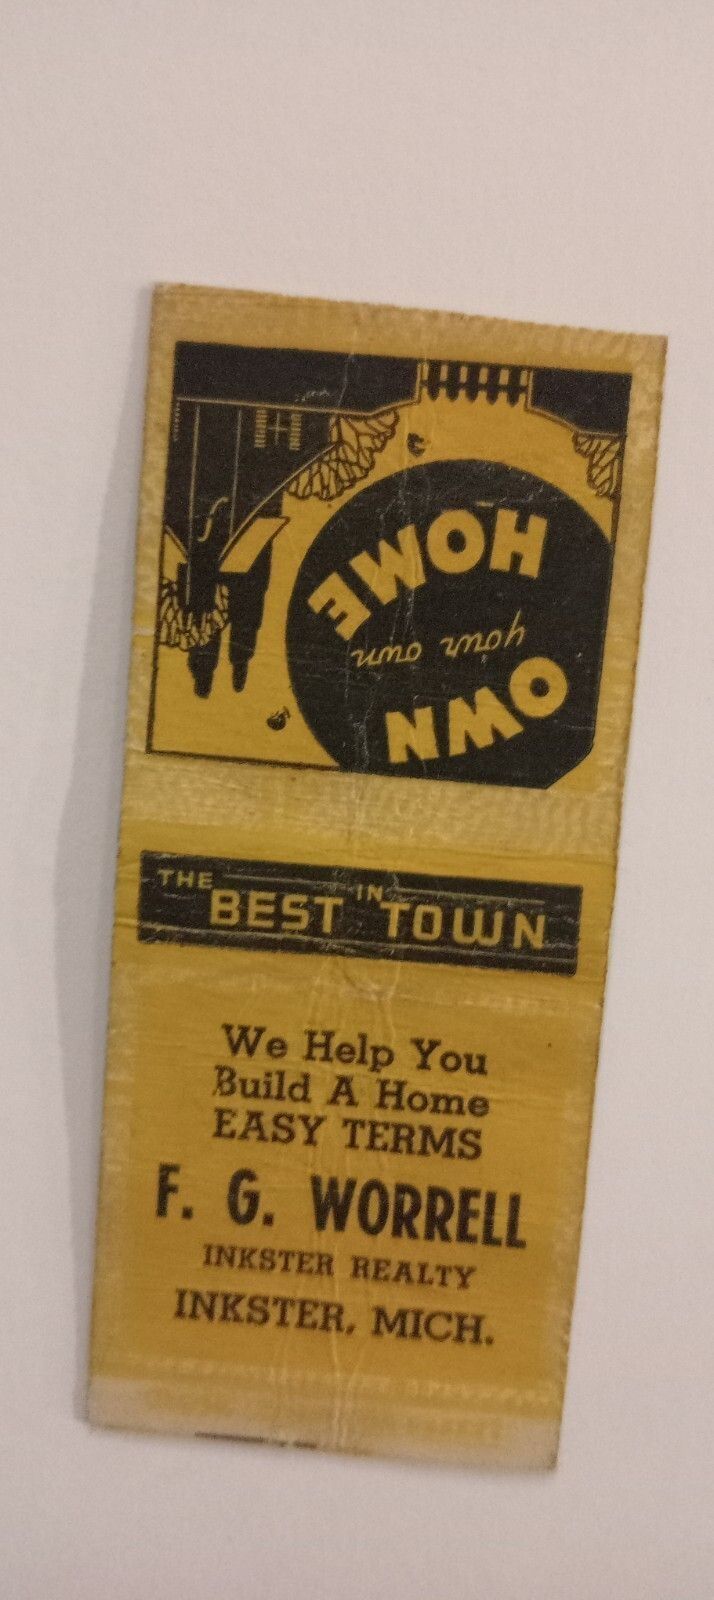 OWN
your own
HOME
THE BEST IN TOWN
We Help You
Build A Home
EASY TERMS
F. G. WORRELL
INKSTER REALTY
INKSTER, MICH.